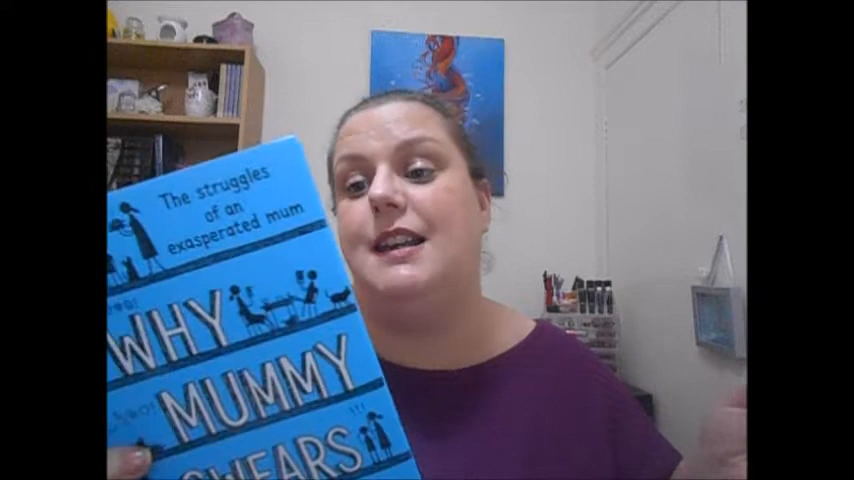 The struggles
of an
exasperated mum
WHY
MUMMY
SWEARS
!!!